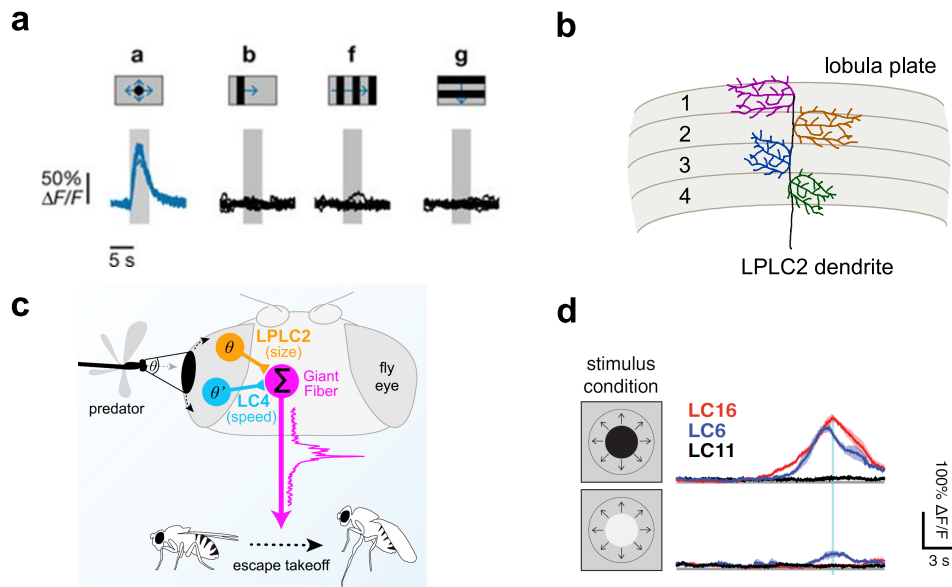 a
a b f g
50%
ΔF/F
5 s
b
lobula plate
1
2
3
4
LPLC2 dendrite
c
LPLC2
(size)
θ
θ
θ'
Σ
Giant
Fiber
fly
eye
LC4
(speed)
predator
escape takeoff
d
stimulus
condition
LC16
LC6
LC11
100% ΔF/F
3 s